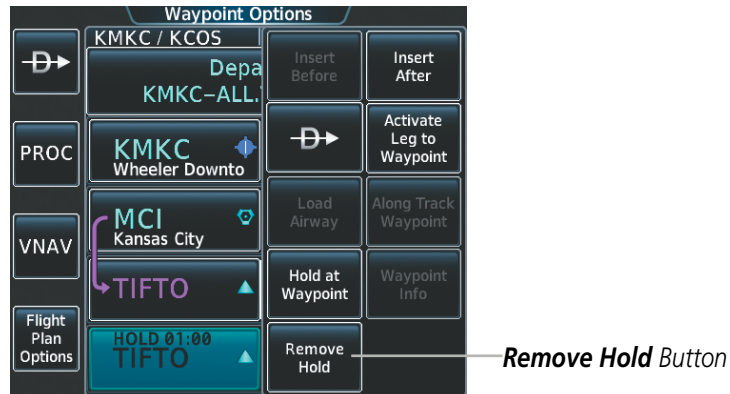 Waypoint Options
KMKC / KCOS
Depa
KMKC–ALL.
PROC
VNAV
Flight
Plan
Options
KMKC
Wheeler Downto
MCI
Kansas City
TIFTO
HOLD 01:00
TIFTO
Insert
Before
Insert
After
D
D
Activate
Leg to
Waypoint
Load
Airway
Along Track
Waypoint
Hold at
Waypoint
Waypoint
Info
Remove
Hold
Remove Hold Button